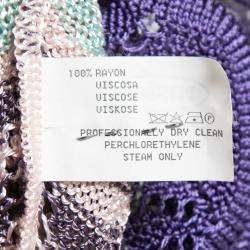 100% RAYON
VISCOSA
VISCOSE
VISKOSE
PROFESSIONALLY DRY CLEAN
PERCHLORETHYLENE
STEAM ONLY